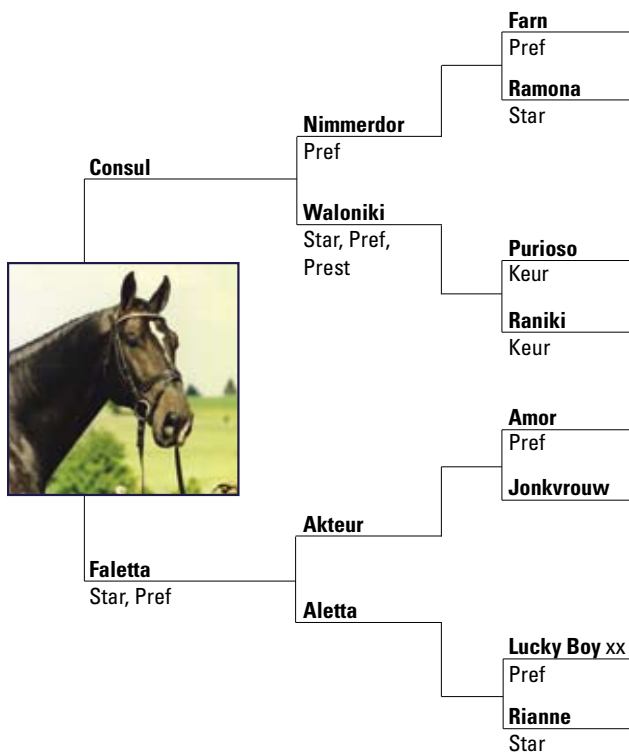 Farn
Pref
Ramona
Star
Nimmerdor
Pref
Consul
Waloniki
Star, Pref,
Prest
Purioso
Keur
Raniki
Keur
Amor
Pref
Jonkvrouw
Akteur
Faletta
Star, Pref
Aletta
Lucky Boy xx
Pref
Rianne
Star